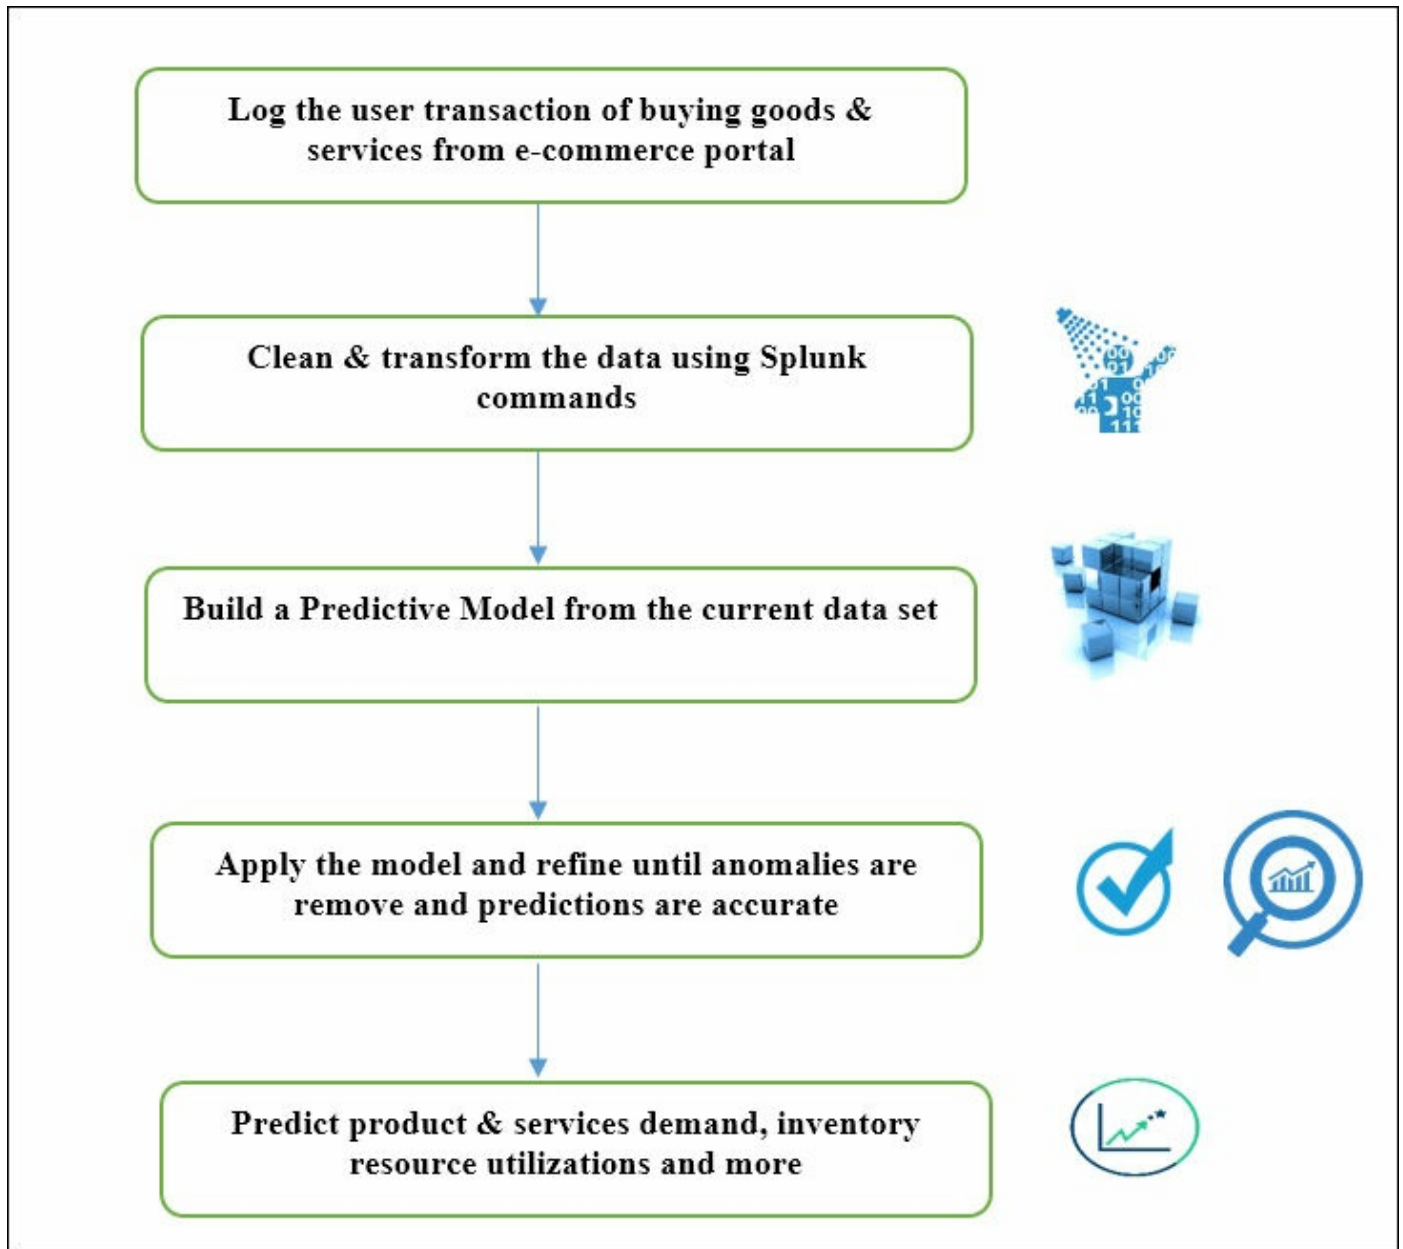 Log the user transaction of buying goods &
services from e-commerce portal
Clean & transform the data using Splunk
commands
Build a Predictive Model from the current data set
Apply the model and refine until anomalies are
remove and predictions are accurate
Predict product & services demand, inventory
resource utilizations and more